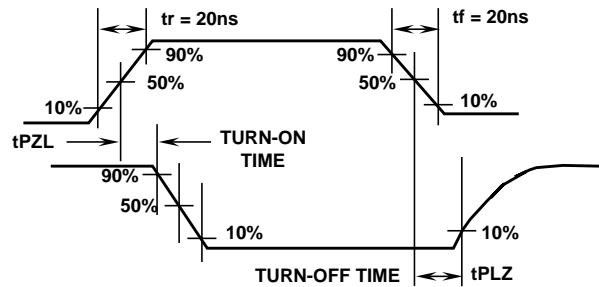 tr = 20ns
tf = 20ns
90%
90%
50%
50%
10%
10%
tPZL
TURN-ON
TIME
90%
50%
10%
10%
TURN-OFF TIME
tPLZ